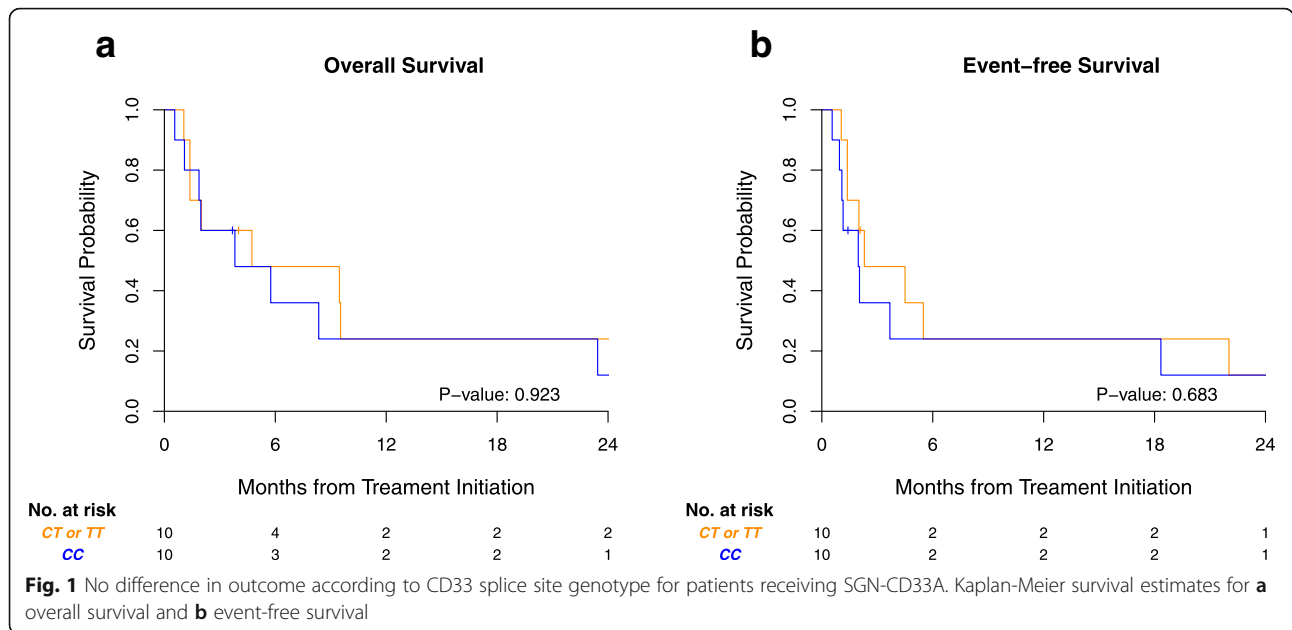 a
Overall Survival
Survival Probability
1.0
0.8
0.6
0.4
0.2
0.0
P-value: 0.923
0 6 12 18 24
Months from Treament Initiation
No. at risk
CT or TT 10 4 2 2 2
CC 10 3 2 2 1
b
Event-free Survival
Survival Probability
1.0
0.8
0.6
0.4
0.2
0.0
P-value: 0.683
0 6 12 18 24
Months from Treament Initiation
No. at risk
CT or TT 10 2 2 2 1
CC 10 2 2 2 1
Fig. 1 No difference in outcome according to CD33 splice site genotype for patients receiving SGN-CD33A. Kaplan-Meier survival estimates for a
overall survival and b event-free survival